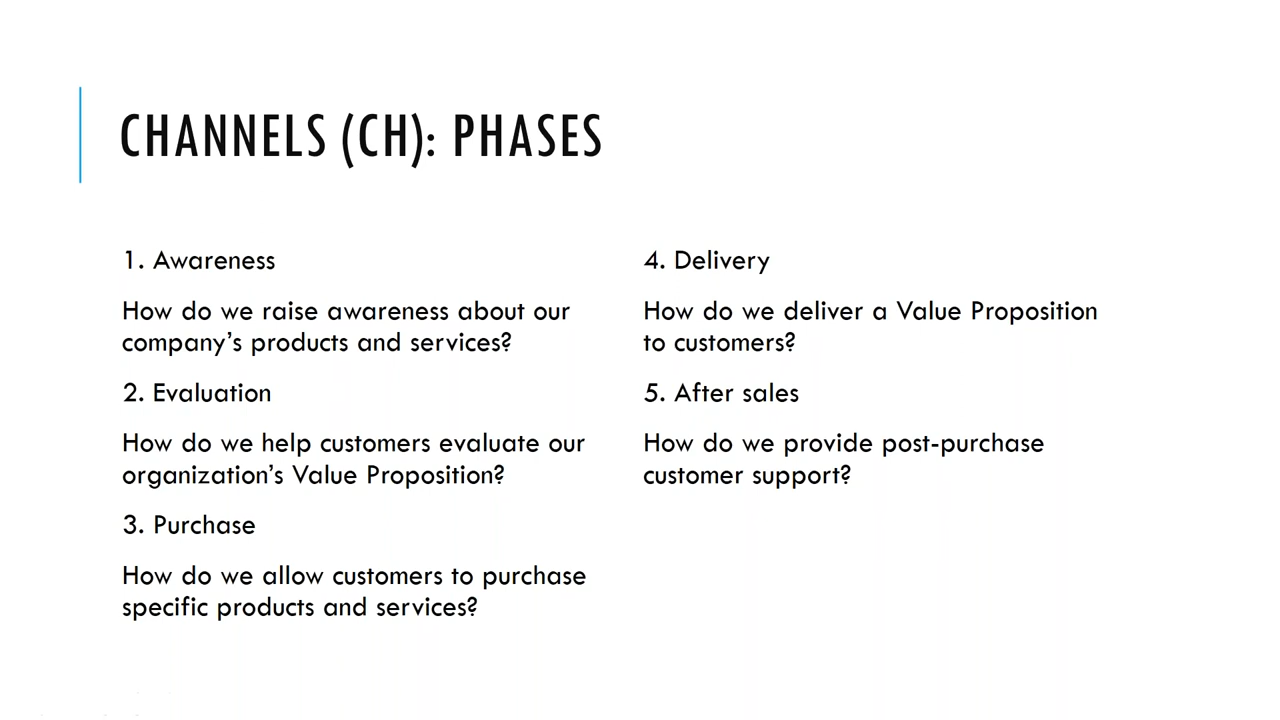 CHANNELS (CH): PHASES
1. Awareness
How do we raise awareness about our
company’s products and services?
2. Evaluation
How do we help customers evaluate our
organization’s Value Proposition?
3. Purchase
How do we allow customers to purchase
specific products and services?
4. Delivery
How do we deliver a Value Proposition
to customers?
5. After sales
How do we provide post-purchase
customer support?